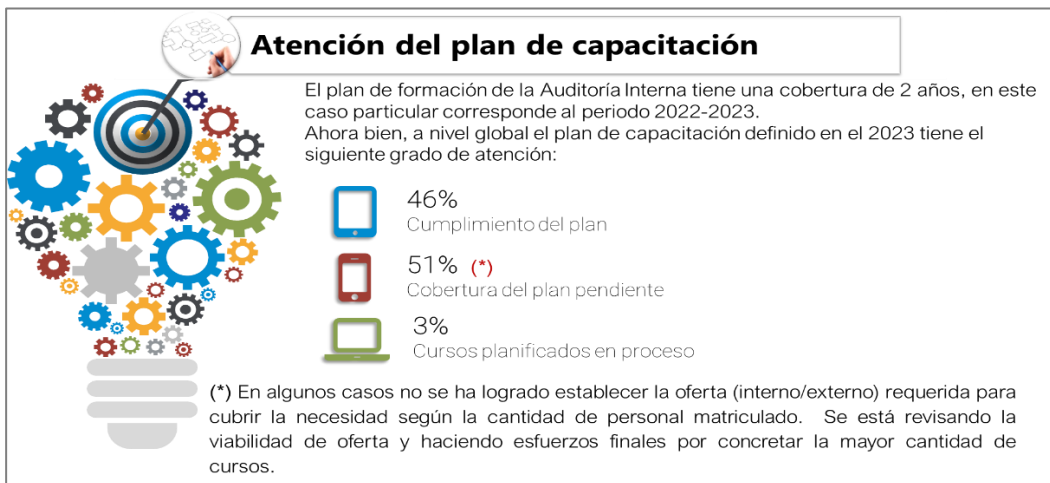 Atención del plan de capacitación
El plan de formación de la Auditoría Interna tiene una cobertura de 2 años, en este
caso particular corresponde al periodo 2022-2023.
Ahora bien, a nivel global el plan de capacitación definido en el 2023 tiene el
siguiente grado de atención:
46%
Cumplimiento del plan
51% (*)
Cobertura del plan pendiente
3%
Cursos planificados en proceso
(*) En algunos casos no se ha logrado establecer la oferta (interno/externo) requerida para
cubrir la necesidad según la cantidad de personal matriculado. Se está revisando la
viabilidad de oferta y haciendo esfuerzos finales por concretar la mayor cantidad de
cursos.